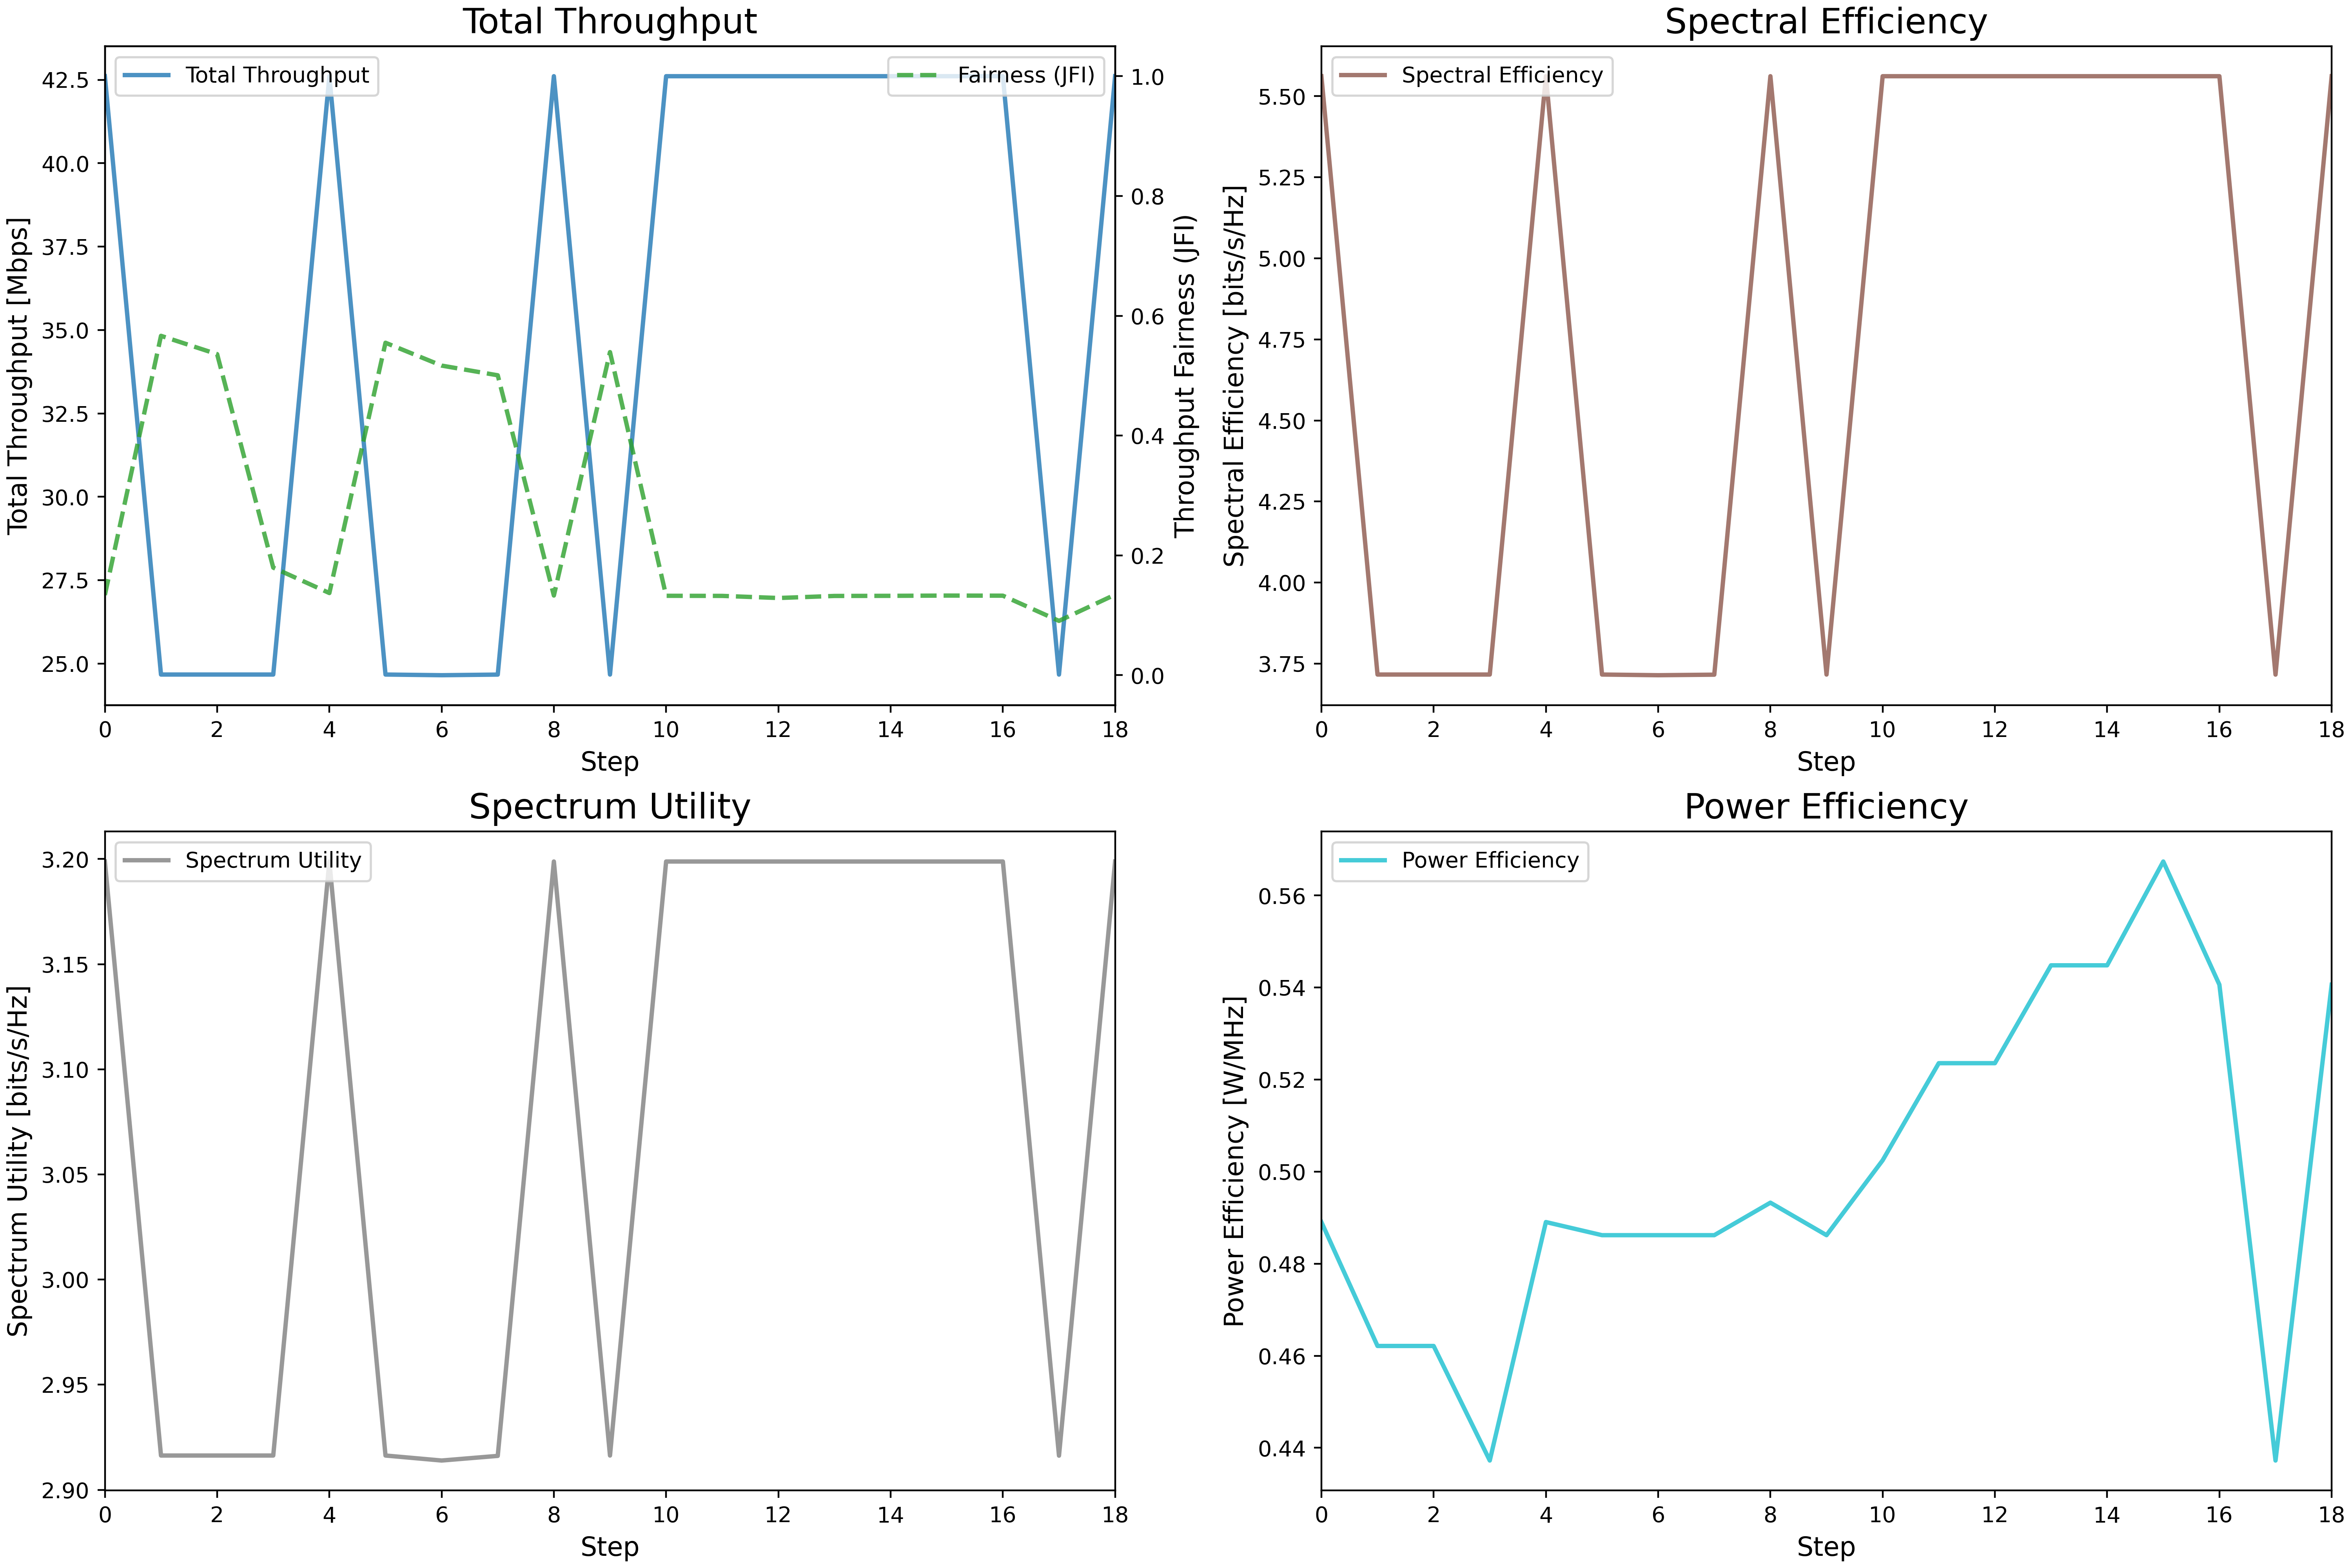 Total Throughput
Total Throughput
Fairness (JFI)
42.5
40.0
37.5
35.0
32.5
30.0
27.5
25.0
Total Throughput [Mbps]
1.0
0.8
0.6
0.4
0.2
0.0
Throughput Fairness (JFI)
0 2 4 6 8 10 12 14 16 18
Step
Spectral Efficiency
Spectral Efficiency
5.50
5.25
5.00
4.75
4.50
4.25
4.00
3.75
Spectral Efficiency [bits/s/Hz]
0 2 4 6 8 10 12 14 16 18
Step
Spectrum Utility
Spectrum Utility
3.20
3.15
3.10
3.05
3.00
2.95
2.90
Spectrum Utility [bits/s/Hz]
0 2 4 6 8 10 12 14 16 18
Step
Power Efficiency
Power Efficiency
0.56
0.54
0.52
0.50
0.48
0.46
0.44
Power Efficiency [W/MHz]
0 2 4 6 8 10 12 14 16 18
Step